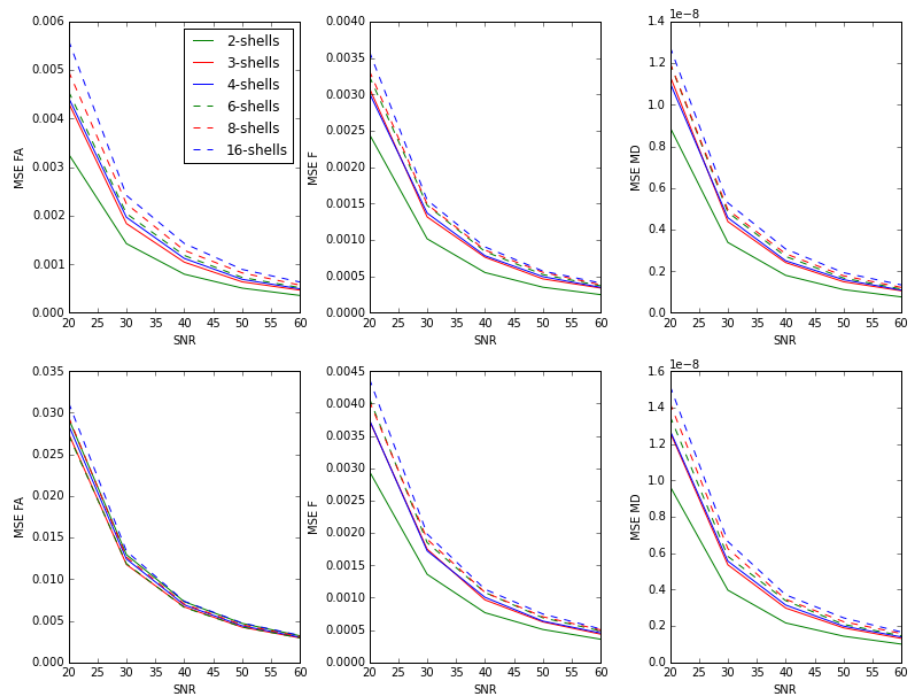 0.006
0.005
0.004
0.003
0.002
0.001
0.000
MSE FA
20 25 30 35 40 45 50 55 60
SNR
2-shells
3-shells
4-shells
6-shells
8-shells
16-shells
0.0040
0.0035
0.0030
0.0025
0.0020
0.0015
0.0010
0.0005
0.0000
MSE F
20 25 30 35 40 45 50 55 60
SNR
1e-8
1.4
1.2
1.0
0.8
0.6
0.4
0.2
0.0
MSE MD
20 25 30 35 40 45 50 55 60
SNR
0.035
0.030
0.025
0.020
0.015
0.010
0.005
0.000
MSE FA
20 25 30 35 40 45 50 55 60
SNR
0.0045
0.0040
0.0035
0.0030
0.0025
0.0020
0.0015
0.0010
0.0005
0.0000
MSE F
20 25 30 35 40 45 50 55 60
SNR
1e-8
1.6
1.4
1.2
1.0
0.8
0.6
0.4
0.2
0.0
MSE MD
20 25 30 35 40 45 50 55 60
SNR